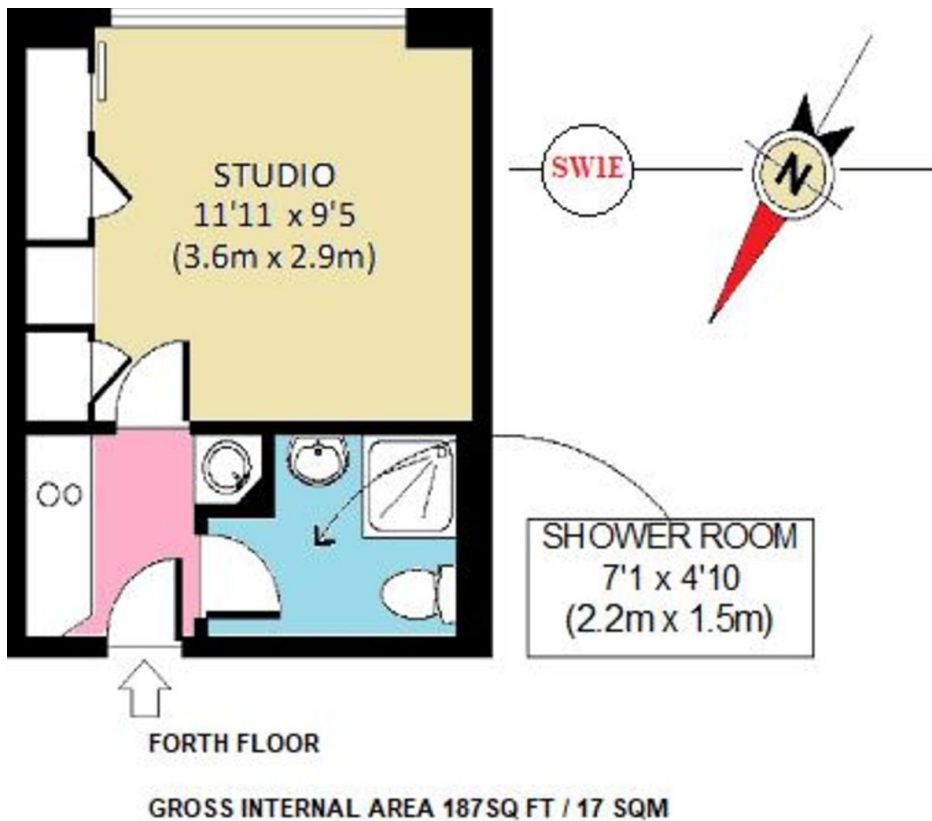 STUDIO
11'11 x 9'5
(3.6m x 2.9m)
SW1E
N
SHOWER ROOM
7'1 x 4'10
(2.2m x 1.5m)
FORTH FLOOR
GROSS INTERNAL AREA 187SQ FT / 17 SQM